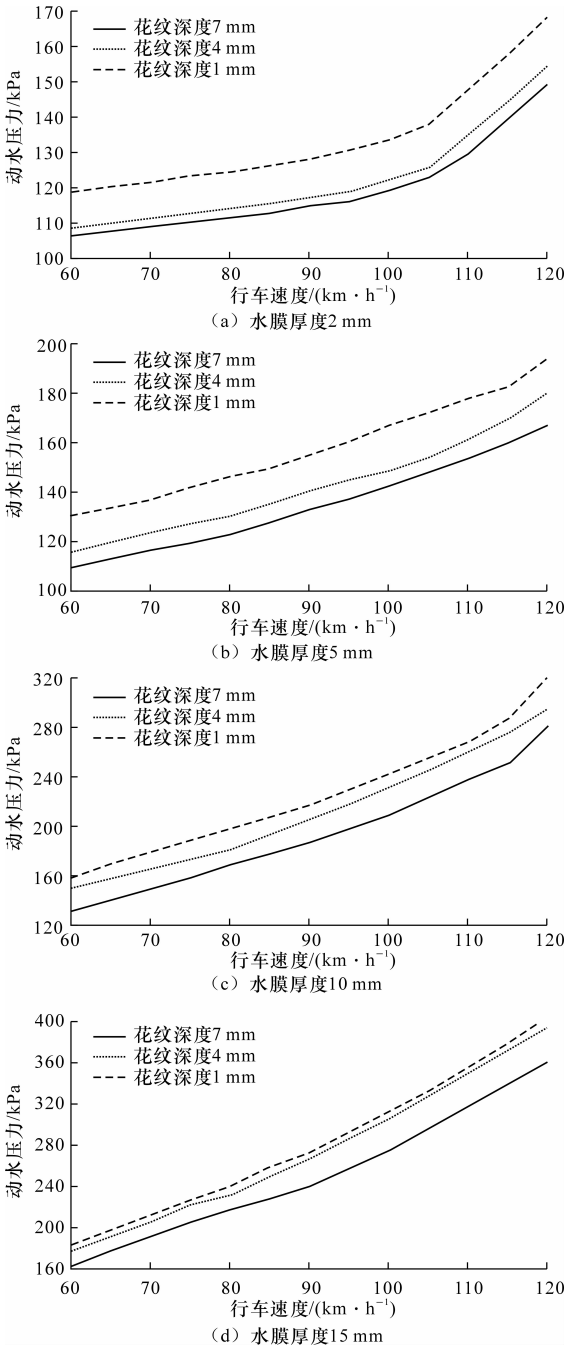 170
160
150
140
130
120
110
100
动水压力/kPa
花纹深度7 mm
花纹深度4 mm
花纹深度1 mm
60 70 80 90 100 110 120
行车速度/(km·h⁻¹)
（a）水膜厚度2 mm
200
180
160
140
120
100
动水压力/kPa
花纹深度7 mm
花纹深度4 mm
花纹深度1 mm
60 70 80 90 100 110 120
行车速度/(km·h⁻¹)
（b）水膜厚度5 mm
320
280
240
200
160
120
动水压力/kPa
花纹深度7 mm
花纹深度4 mm
花纹深度1 mm
60 70 80 90 100 110 120
行车速度/(km·h⁻¹)
（c）水膜厚度10 mm
400
360
320
280
240
200
160
动水压力/kPa
花纹深度7 mm
花纹深度4 mm
花纹深度1 mm
60 70 80 90 100 110 120
行车速度/(km·h⁻¹)
（d）水膜厚度15 mm